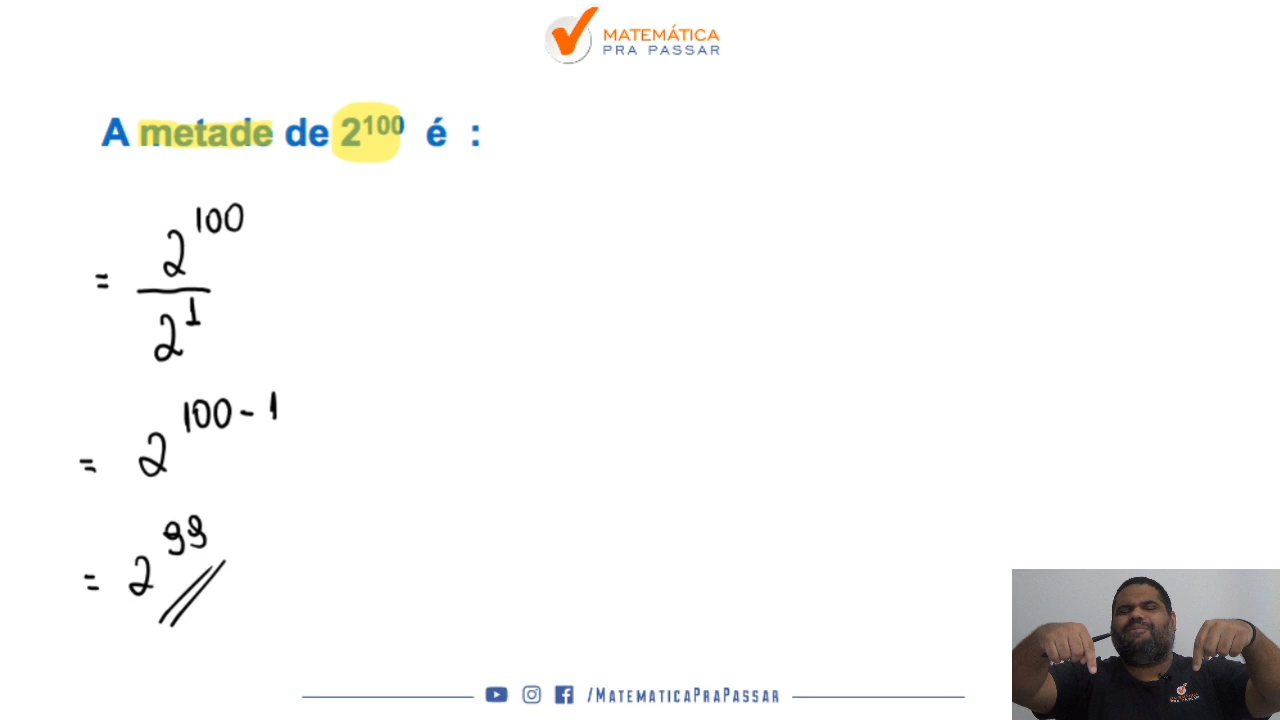 MATEMÁTICA
PRA PASSAR
A metade de 2¹⁰⁰ é :
= 2¹⁰⁰
2¹
= 2¹⁰⁰⁻¹
= 2⁹⁹
/MATEMATICAPRAPASSAR